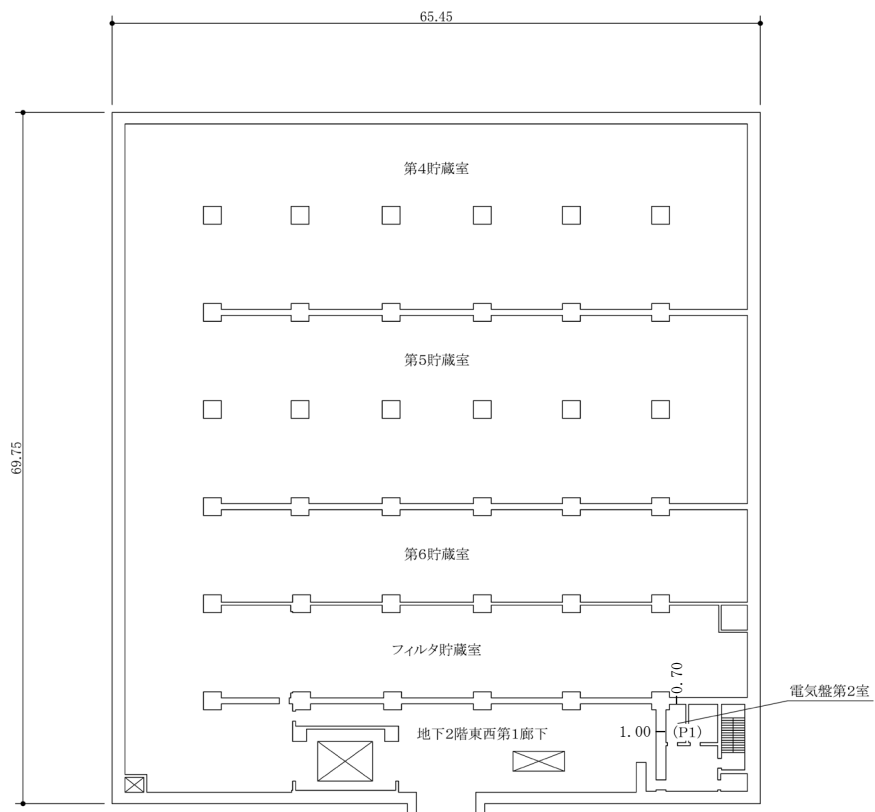 65.45
69.75
第4貯蔵室
第5貯蔵室
第6貯蔵室
フィルタ貯蔵室
0.70
電気盤第2室
地下2階東西第1廊下
1.00
(P1)